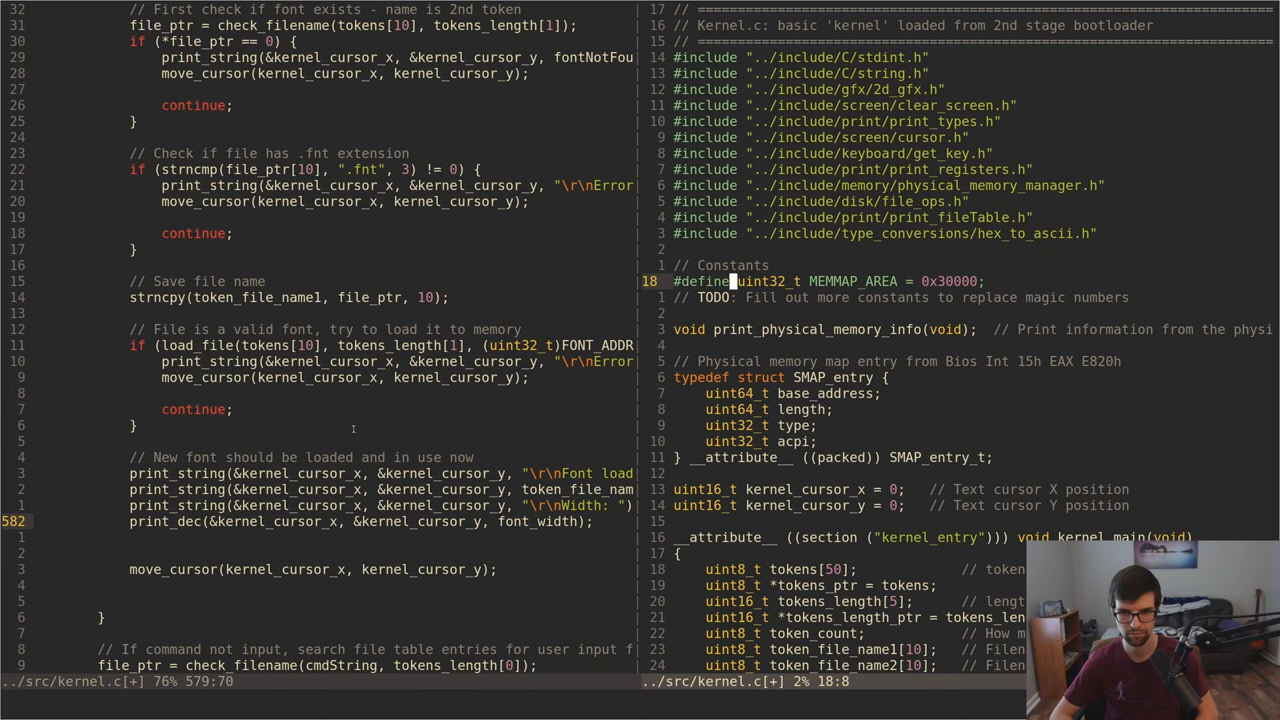 32         // First check if font exists - name is 2nd token
31         file_ptr = check_filename(tokens[10], tokens_length[1]);
30         if (*file_ptr == 0) {
29             print_string(&kernel_cursor_x, &kernel_cursor_y, fontNotFou
28             move_cursor(kernel_cursor_x, kernel_cursor_y);
27
26             continue;
25         }
24
23         // Check if file has .fnt extension
22         if (strncmp(file_ptr[10], ".fnt", 3) != 0) {
21             print_string(&kernel_cursor_x, &kernel_cursor_y, "\r\nError
20             move_cursor(kernel_cursor_x, kernel_cursor_y);
19
18             continue;
17         }
16
15         // Save file name
14         strncpy(token_file_name1, file_ptr, 10);
13
12         // File is a valid font, try to load it to memory
11         if (load_file(tokens[10], tokens_length[1], (uint32_t)FONT_ADDR
10             print_string(&kernel_cursor_x, &kernel_cursor_y, "\r\nError
9             move_cursor(kernel_cursor_x, kernel_cursor_y);
8
7             continue;
6         }
5
4         // New font should be loaded and in use now
3         print_string(&kernel_cursor_x, &kernel_cursor_y, "\r\nFont load
2         print_string(&kernel_cursor_x, &kernel_cursor_y, token_file_nam
1         print_string(&kernel_cursor_x, &kernel_cursor_y, "\r\nWidth: ")
582         print_dec(&kernel_cursor_x, &kernel_cursor_y, font_width);
1
2
3         move_cursor(kernel_cursor_x, kernel_cursor_y);
4
5
6     }
7
8     // If command not input, search file table entries for user input f
9     file_ptr = check_filename(cmdString, tokens_length[0]);
../src/kernel.c[+] 76% 579:70
17 // =========================================================================
16 // Kernel.c: basic 'kernel' loaded from 2nd stage bootloader
15 // =========================================================================
14 #include "../include/C/stdint.h"
13 #include "../include/C/string.h"
12 #include "../include/gfx/2d_gfx.h"
11 #include "../include/screen/clear_screen.h"
10 #include "../include/print/print_types.h"
9 #include "../include/screen/cursor.h"
8 #include "../include/keyboard/get_key.h"
7 #include "../include/print/print_registers.h"
6 #include "../include/memory/physical_memory_manager.h"
5 #include "../include/disk/file_ops.h"
4 #include "../include/print/print_fileTable.h"
3 #include "../include/type_conversions/hex_to_ascii.h"
2
1 // Constants
18 #define uint32_t MEMMAP_AREA = 0x30000;
1 // TODO: Fill out more constants to replace magic numbers
2
3 void print_physical_memory_info(void);  // Print information from the physi
4
5 // Physical memory map entry from Bios Int 15h EAX E820h
6 typedef struct SMAP_entry {
7     uint64_t base_address;
8     uint64_t length;
9     uint32_t type;
10     uint32_t acpi;
11 } __attribute__ ((packed)) SMAP_entry_t;
12
13 uint16_t kernel_cursor_x = 0;   // Text cursor X position
14 uint16_t kernel_cursor_y = 0;   // Text cursor Y position
15
16 __attribute__ ((section ("kernel_entry"))) void kernel_main(void)
17 {
18     uint8_t tokens[50];             // token
19     uint8_t *tokens_ptr = tokens;
20     uint16_t tokens_length[5];      // lengt
21     uint16_t *tokens_length_ptr = tokens_len
22     uint8_t token_count;            // How m
23     uint8_t token_file_name1[10];   // Filen
24     uint8_t token_file_name2[10];   // Filen
../src/kernel.c[+] 2% 18:8